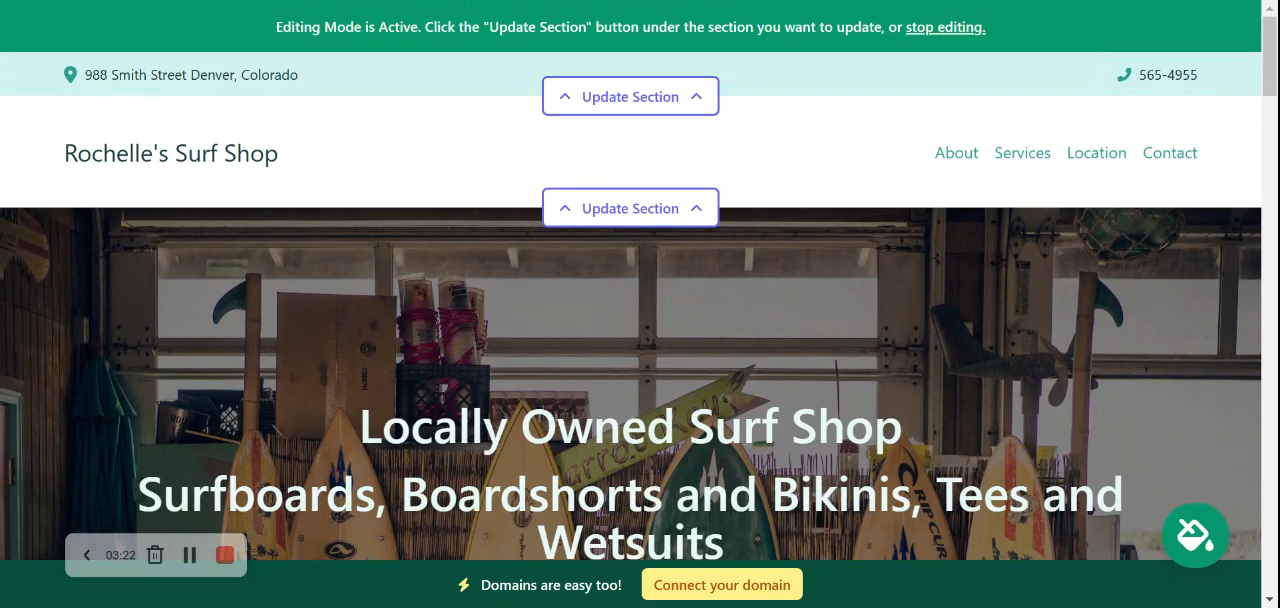 Editing Mode is Active. Click the "Update Section" button under the section you want to update, or stop editing.
988 Smith Street Denver, Colorado
565-4955
Update Section
Rochelle's Surf Shop
About Services Location Contact
Update Section
Locally Owned Surf Shop
Surfboards, Boardshorts and Bikinis, Tees and
Wetsuits
03:22
Domains are easy too! Connect your domain